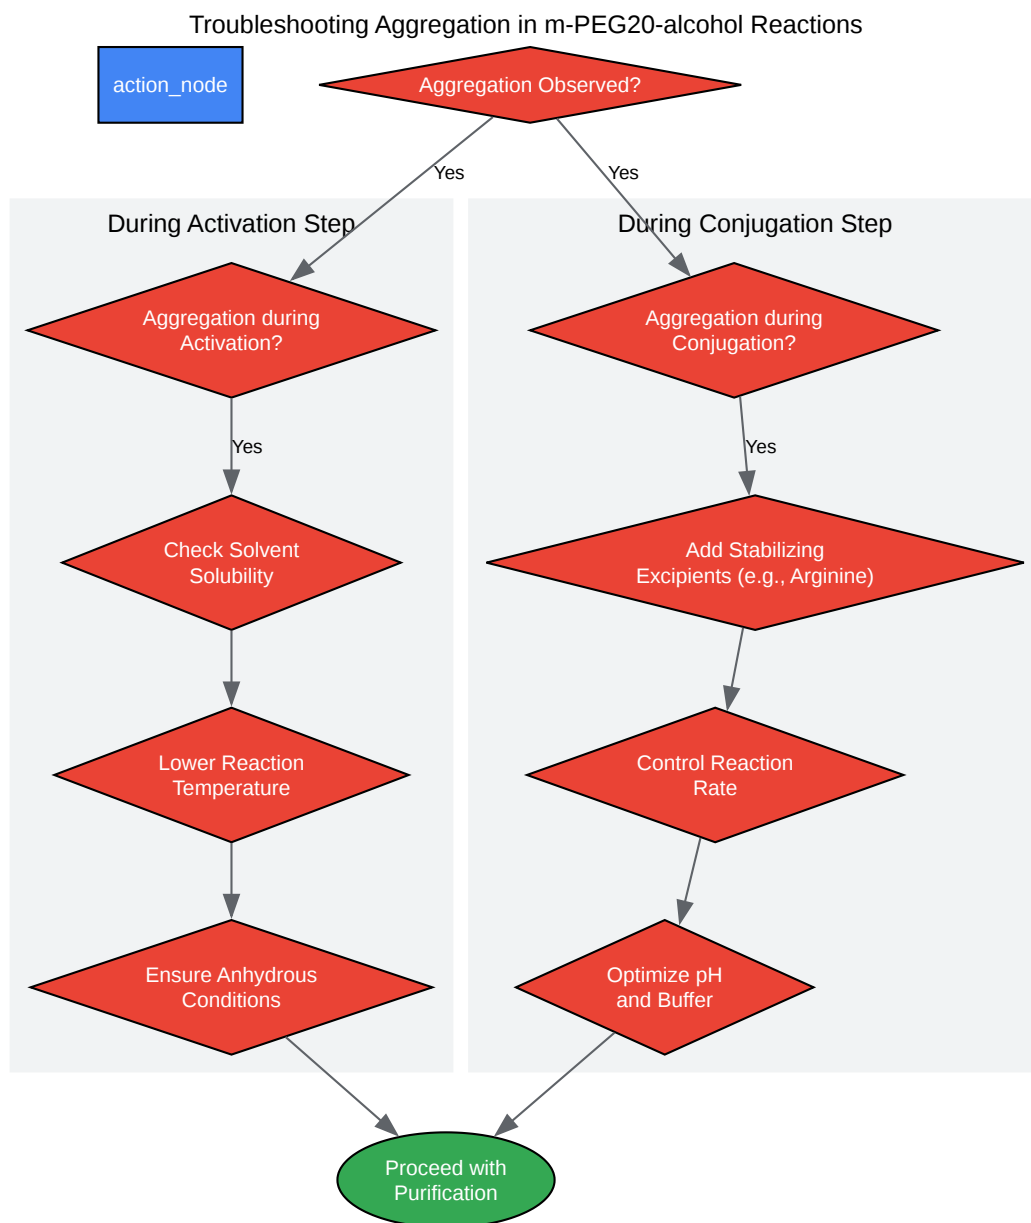 Troubleshooting Aggregation in m-PEG20-alcohol Reactions
action_node
Aggregation Observed?
Yes
Yes
During Activation Step
During Conjugation Step
Aggregation during
Activation?
Aggregation during
Conjugation?
Yes
Yes
Check Solvent
Solubility
Add Stabilizing
Excipients (e.g., Arginine)
Lower Reaction
Temperature
Control Reaction
Rate
Ensure Anhydrous
Conditions
Optimize pH
and Buffer
Proceed with
Purification